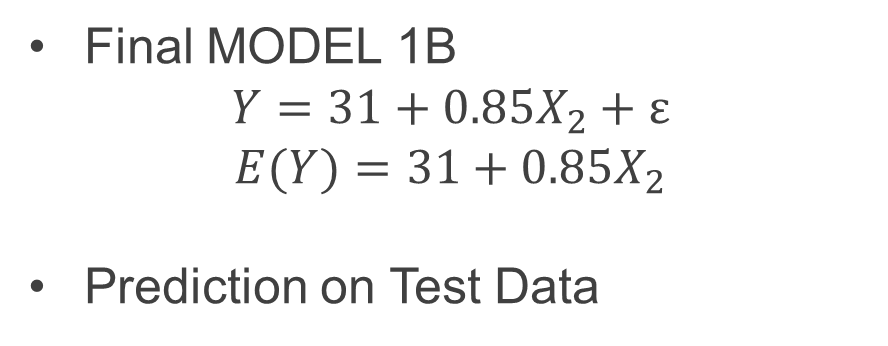 • Final MODEL 1B
Y = 31 + 0.85X₂ + ε
E(Y) = 31 + 0.85X₂
• Prediction on Test Data